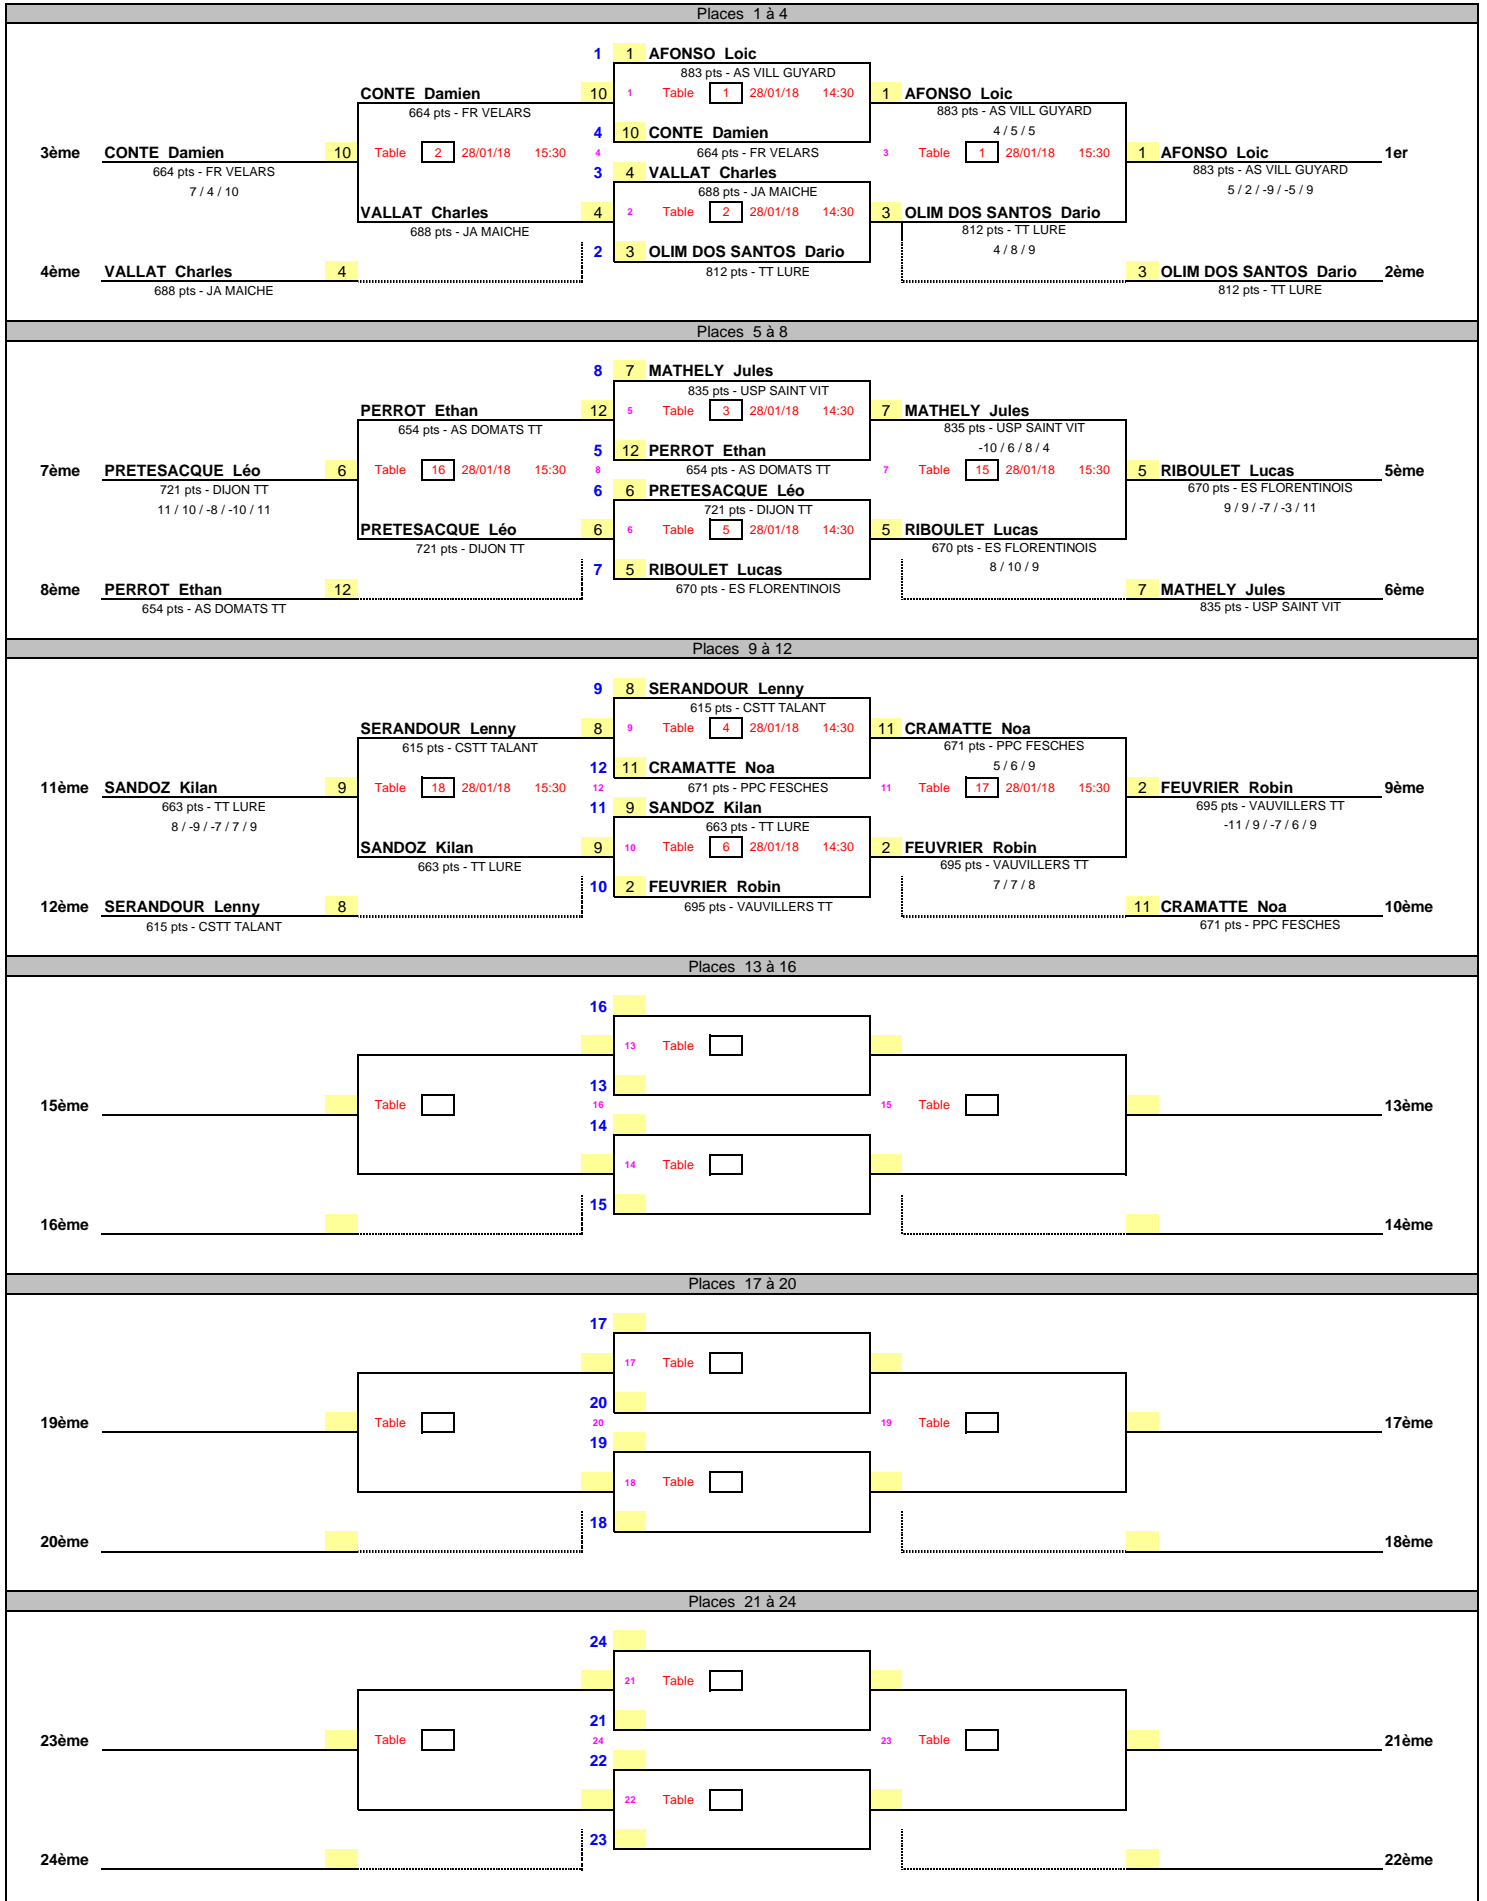 Places 1 à 4
1 1 AFONSO Loic
883 pts - AS VILL GUYARD
CONTE Damien 10 1 Table 1 28/01/18 14:30 1 AFONSO Loic
664 pts - FR VELARS 883 pts - AS VILL GUYARD
4 10 CONTE Damien 4 / 5 / 5
3ème CONTE Damien 10 Table 2 28/01/18 15:30 4 664 pts - FR VELARS 3 Table 1 28/01/18 15:30 1 AFONSO Loic 1er
664 pts - FR VELARS 3 4 VALLAT Charles 883 pts - AS VILL GUYARD
7 / 4 / 10 688 pts - JA MAICHE 5 / 2 / -9 / -5 / 9
VALLAT Charles 4 2 Table 2 28/01/18 14:30 3 OLIM DOS SANTOS Dario
688 pts - JA MAICHE 812 pts - TT LURE
2 3 OLIM DOS SANTOS Dario 4 / 8 / 9
4ème VALLAT Charles 4 812 pts - TT LURE 3 OLIM DOS SANTOS Dario 2ème
688 pts - JA MAICHE 812 pts - TT LURE
Places 5 à 8
8 7 MATHELY Jules
835 pts - USP SAINT VIT
PERROT Ethan 12 5 Table 3 28/01/18 14:30 7 MATHELY Jules
654 pts - AS DOMATS TT 835 pts - USP SAINT VIT
5 12 PERROT Ethan -10 / 6 / 8 / 4
7ème PRETESACQUE Léo 6 Table 16 28/01/18 15:30 8 654 pts - AS DOMATS TT 7 Table 15 28/01/18 15:30 5 RIBOULET Lucas 5ème
721 pts - DIJON TT 6 6 PRETESACQUE Léo 670 pts - ES FLORENTINOIS
11 / 10 / -8 / -10 / 11 721 pts - DIJON TT 9 / 9 / -7 / -3 / 11
PRETESACQUE Léo 6 6 Table 5 28/01/18 14:30 5 RIBOULET Lucas
721 pts - DIJON TT 670 pts - ES FLORENTINOIS
7 5 RIBOULET Lucas 8 / 10 / 9
8ème PERROT Ethan 12 670 pts - ES FLORENTINOIS 7 MATHELY Jules 6ème
654 pts - AS DOMATS TT 835 pts - USP SAINT VIT
Places 9 à 12
9 8 SERANDOUR Lenny
615 pts - CSTT TALANT
SERANDOUR Lenny 8 9 Table 4 28/01/18 14:30 11 CRAMATTE Noa
615 pts - CSTT TALANT 671 pts - PPC FESCHES
12 11 CRAMATTE Noa 5 / 6 / 9
11ème SANDOZ Kilan 9 Table 18 28/01/18 15:30 12 671 pts - PPC FESCHES 11 Table 17 28/01/18 15:30 2 FEUVRIER Robin 9ème
663 pts - TT LURE 11 9 SANDOZ Kilan 695 pts - VAUVILLERS TT
8 / -9 / -7 / 7 / 9 663 pts - TT LURE -11 / 9 / -7 / 6 / 9
SANDOZ Kilan 9 10 Table 6 28/01/18 14:30 2 FEUVRIER Robin
663 pts - TT LURE 695 pts - VAUVILLERS TT
10 2 FEUVRIER Robin 7 / 7 / 8
12ème SERANDOUR Lenny 8 695 pts - VAUVILLERS TT 11 CRAMATTE Noa 10ème
615 pts - CSTT TALANT 671 pts - PPC FESCHES
Places 13 à 16
16
13 Table
13
15ème Table 16 15 Table 13ème
14
14 Table
15
16ème 14ème
Places 17 à 20
17
17 Table
20
19ème Table 20 19 Table 17ème
19
18 Table
18
20ème 18ème
Places 21 à 24
24
21 Table
21
23ème Table 24 23 Table 21ème
22
22 Table
23
24ème 22ème